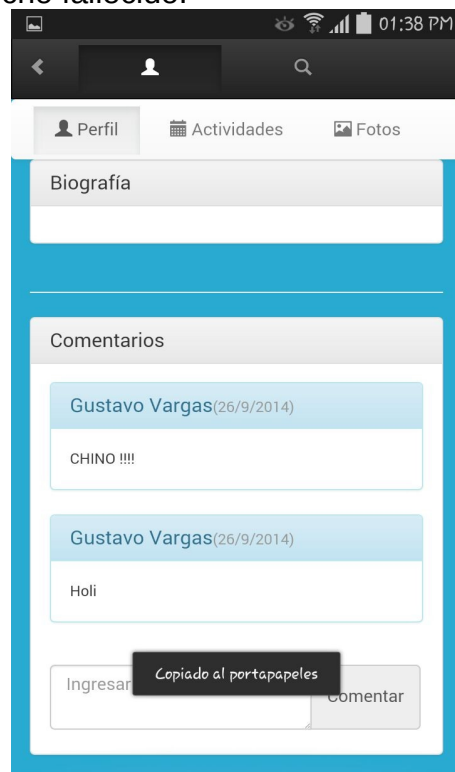 01:38 PM
Perfil Actividades Fotos
Biografía
Comentarios
Gustavo Vargas(26/9/2014)
CHINO !!!!
Gustavo Vargas(26/9/2014)
Holi
Copiado al portapapeles
Ingresar
Comentar